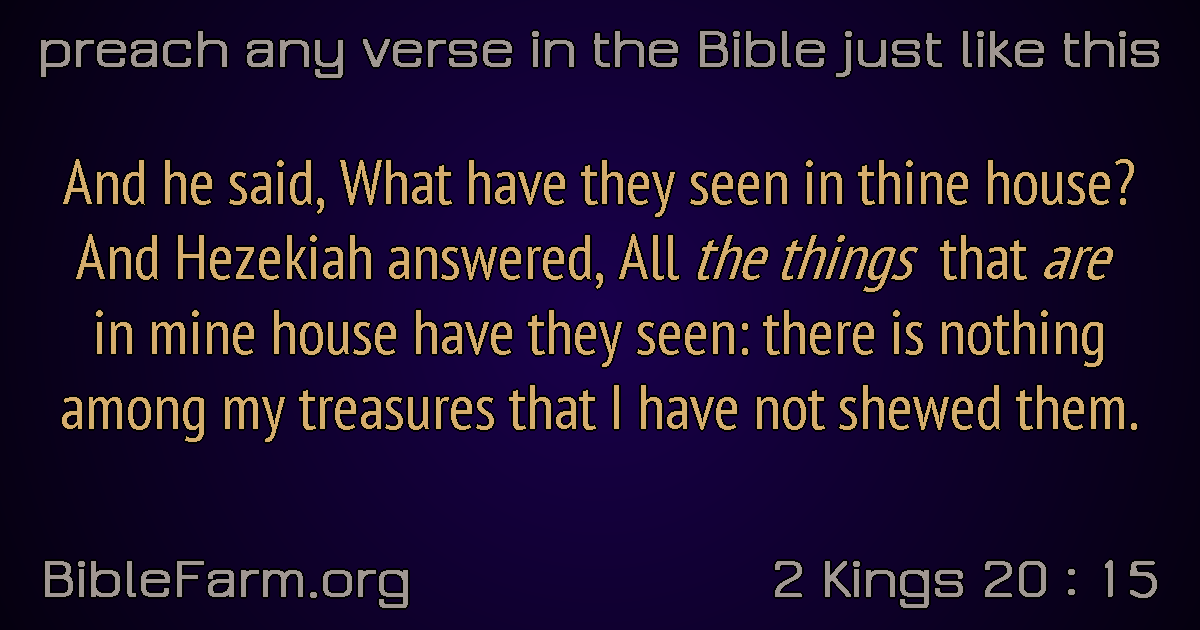 preach any verse in the Bible just like this
And he said, What have they seen in thine house?
And Hezekiah answered, All the things that are
in mine house have they seen: there is nothing
among my treasures that I have not shewed them.
BibleFarm.org
2 Kings 20 : 15